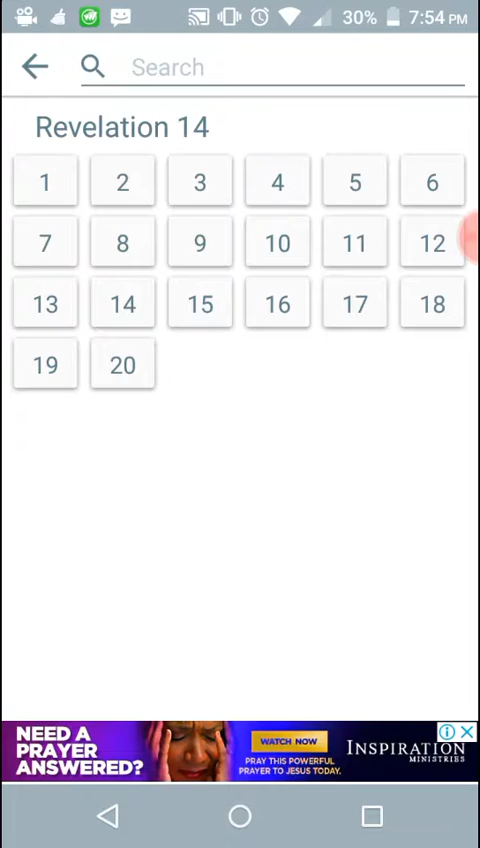 30% 7:54 PM
Search
Revelation 14
1 2 3 4 5 6
7 8 9 10 11 12
13 14 15 16 17 18
19 20
NEED A
PRAYER
ANSWERED?
WATCH NOW
PRAY THIS POWERFUL
PRAYER TO JESUS TODAY.
INSPIRATION
MINISTRIES